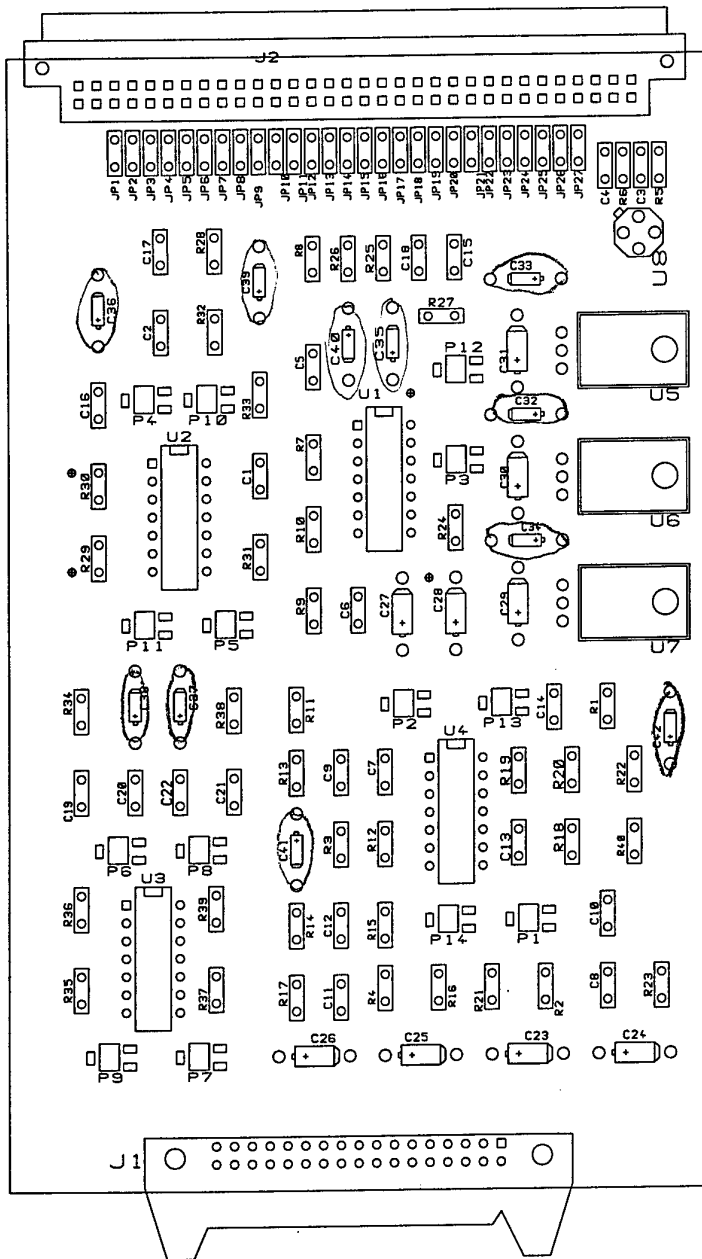 J2
JP1 JP2 JP3 JP4 JP5 JP6 JP7 JP8 JP9 JP10 JP11 JP12 JP13 JP14 JP15 JP16 JP17 JP18 JP19 JP20 JP21 JP22 JP23 JP24 JP25 JP26 JP27
C4 R6 C3 R5
C17 R28 C39 R8 R26 R25 C18 C15 C33 U8
C36
C2 R32 C40 C35 R27 C31
C5 P12
C16 P4 P10 R33 U1 C32 U5
U2
R30 C1 R7 P3 C30
R10 R24 U6
R29 R31 C34
R9 C6 C27 C28 C29
P11 P5 U7
R34 C38 C37 R38 R11 P2 P13 C14 R1 C42
U4
C19 C20 C22 C21 R13 C9 C7 R19 R20 R22
P6 P8 C41 R3 R12 C13 R18 R40
U3
R36 R39 R14 C12 R15 P14 P1 C10
R35 R37 R17 C11 R4 R16 R21 R2 C8 R23
P9 P7 C26 C25 C23 C24
J1